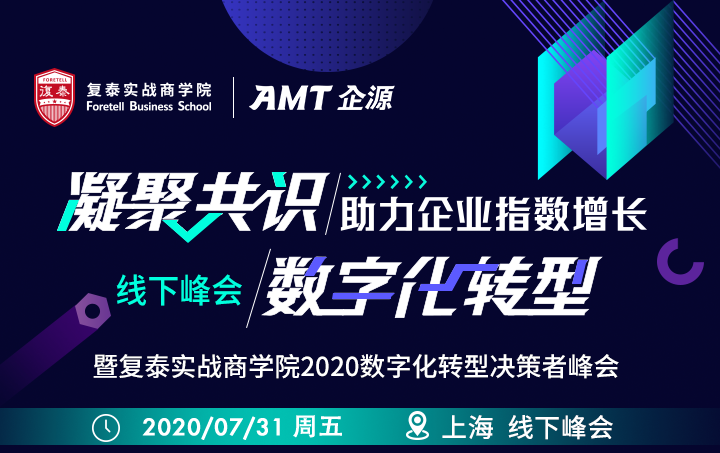 FORETELL
復泰
复泰实战商学院
Foretell Business School
AMT 企源
凝聚共识/助力企业指数增长
线下峰会/数字化转型
暨复泰实战商学院2020数字化转型决策者峰会
2020/07/31 周五
上海 线下峰会